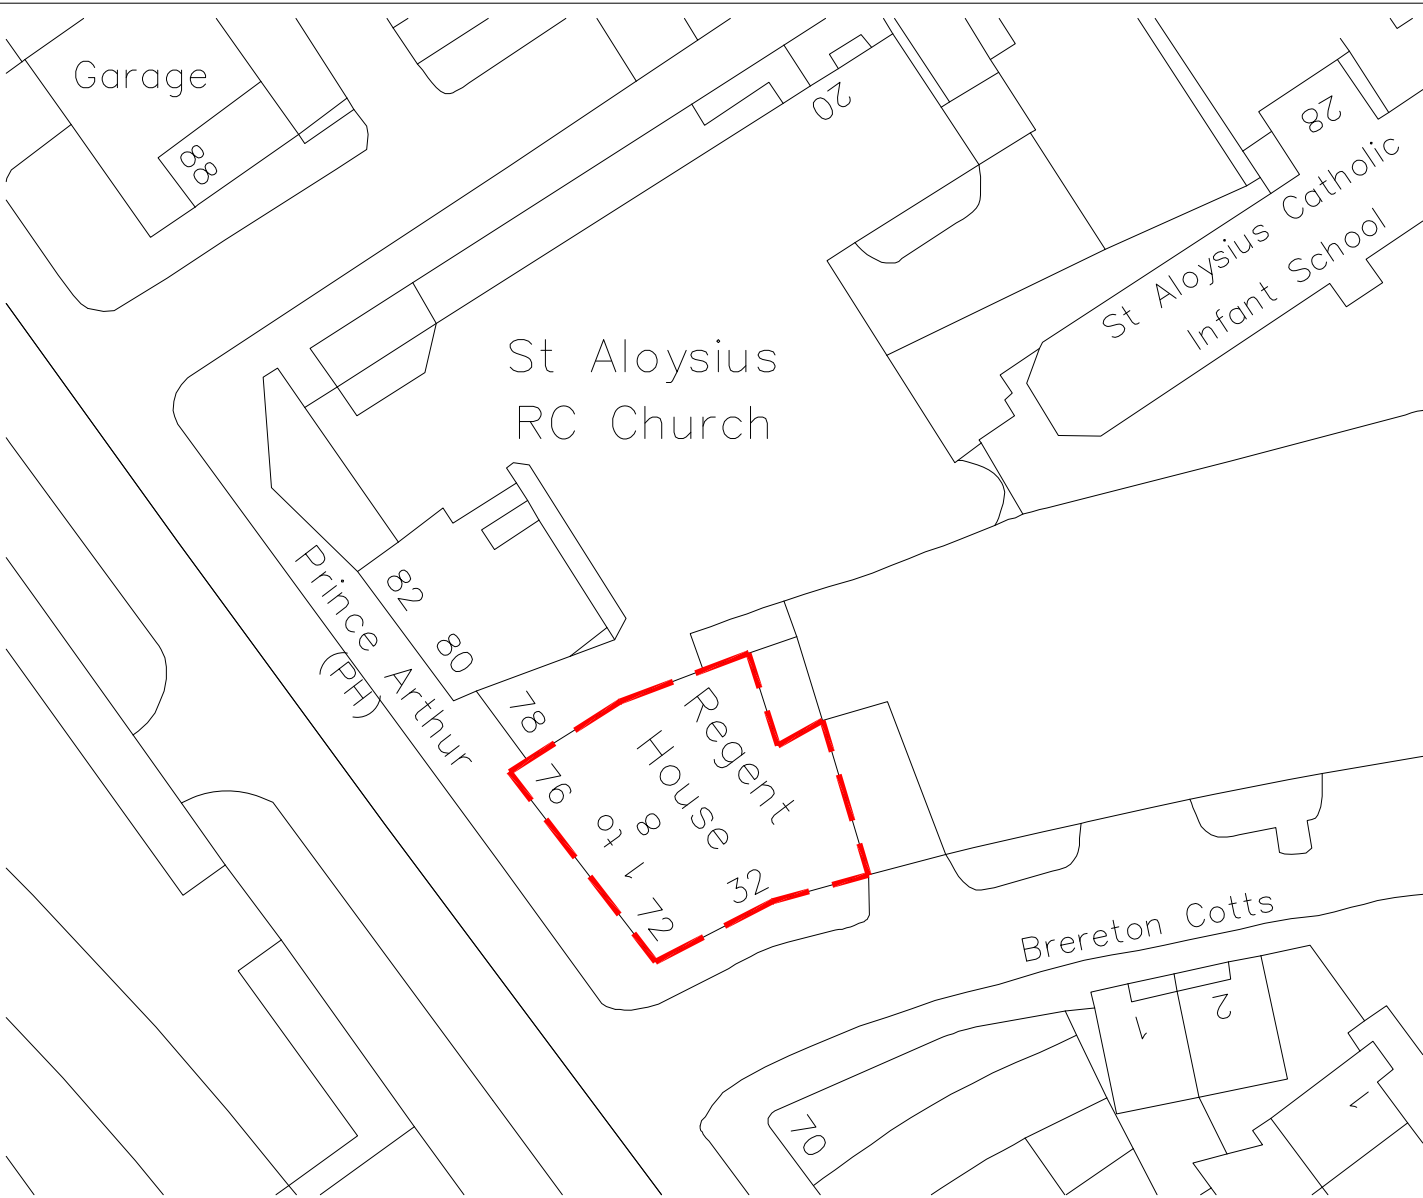 Garage
88
20
28
St Aloysius Catholic
Infant School
St Aloysius
RC Church
Prince Arthur
(PH)
82
80
78
76
Regent
House
1 to 8
72
32
Brereton Cotts
1
2
70
1